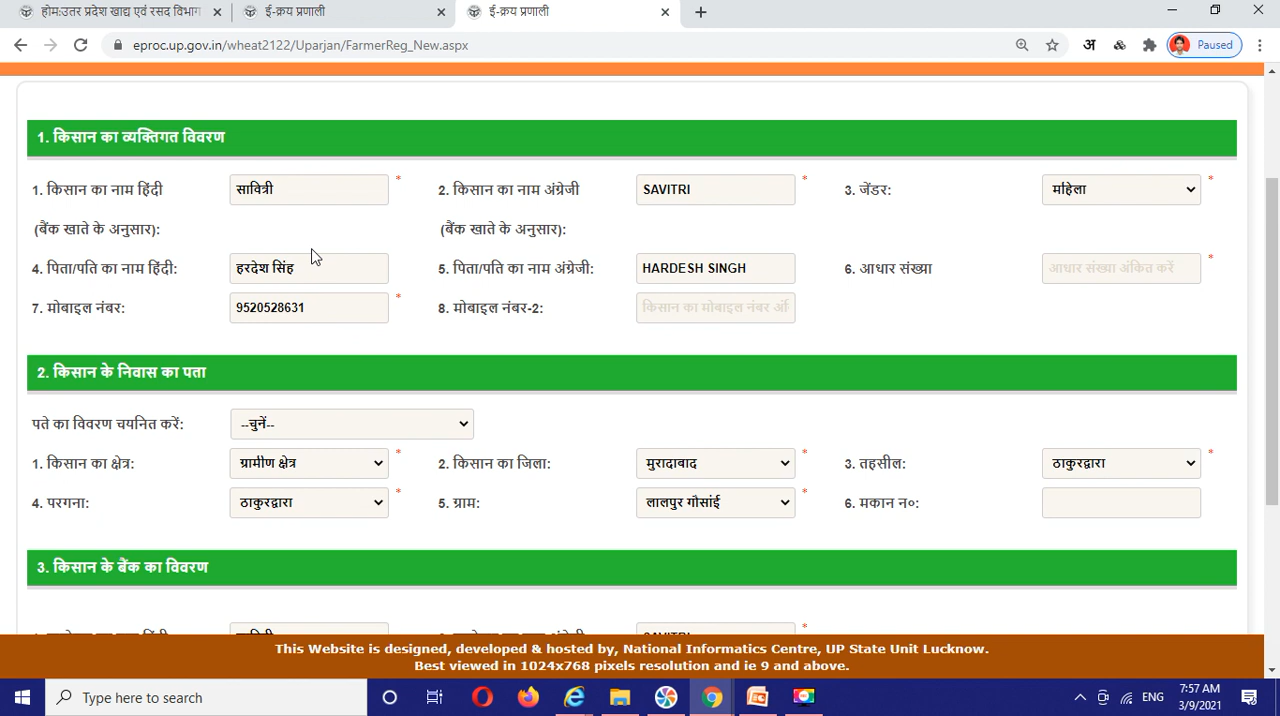 होमःउतर प्रदेश खाद्य एवं रसद विभाग
ई-क्रय प्रणाली
ई-क्रय प्रणाली
eproc.up.gov.in/wheat2122/Uparjan/FarmerReg_New.aspx
अ
Paused
1. किसान का व्यक्तिगत विवरण
1. किसान का नाम हिंदी सावित्री * 2. किसान का नाम अंग्रेजी SAVITRI * 3. जेंडर: महिला *
(बैंक खाते के अनुसार): (बैंक खाते के अनुसार):
4. पिता/पति का नाम हिंदी: हरदेश सिंह 5. पिता/पति का नाम अंग्रेजी: HARDESH SINGH 6. आधार संख्या आधार संख्या अंकित करें *
7. मोबाइल नंबर: 9520528631 * 8. मोबाइल नंबर-2: किसान का मोबाइल नंबर अं
2. किसान के निवास का पता
पते का विवरण चयनित करें: --चुनें--
1. किसान का क्षेत्र: ग्रामीण क्षेत्र * 2. किसान का जिला: मुरादाबाद * 3. तहसील: ठाकुरद्वारा *
4. परगना: ठाकुरद्वारा * 5. ग्राम: लालपुर गौसांई * 6. मकान न०:
3. किसान के बैंक का विवरण
This Website is designed, developed & hosted by, National Informatics Centre, UP State Unit Lucknow.
Best viewed in 1024x768 pixels resolution and ie 9 and above.
Type here to search
ENG
7:57 AM
3/9/2021